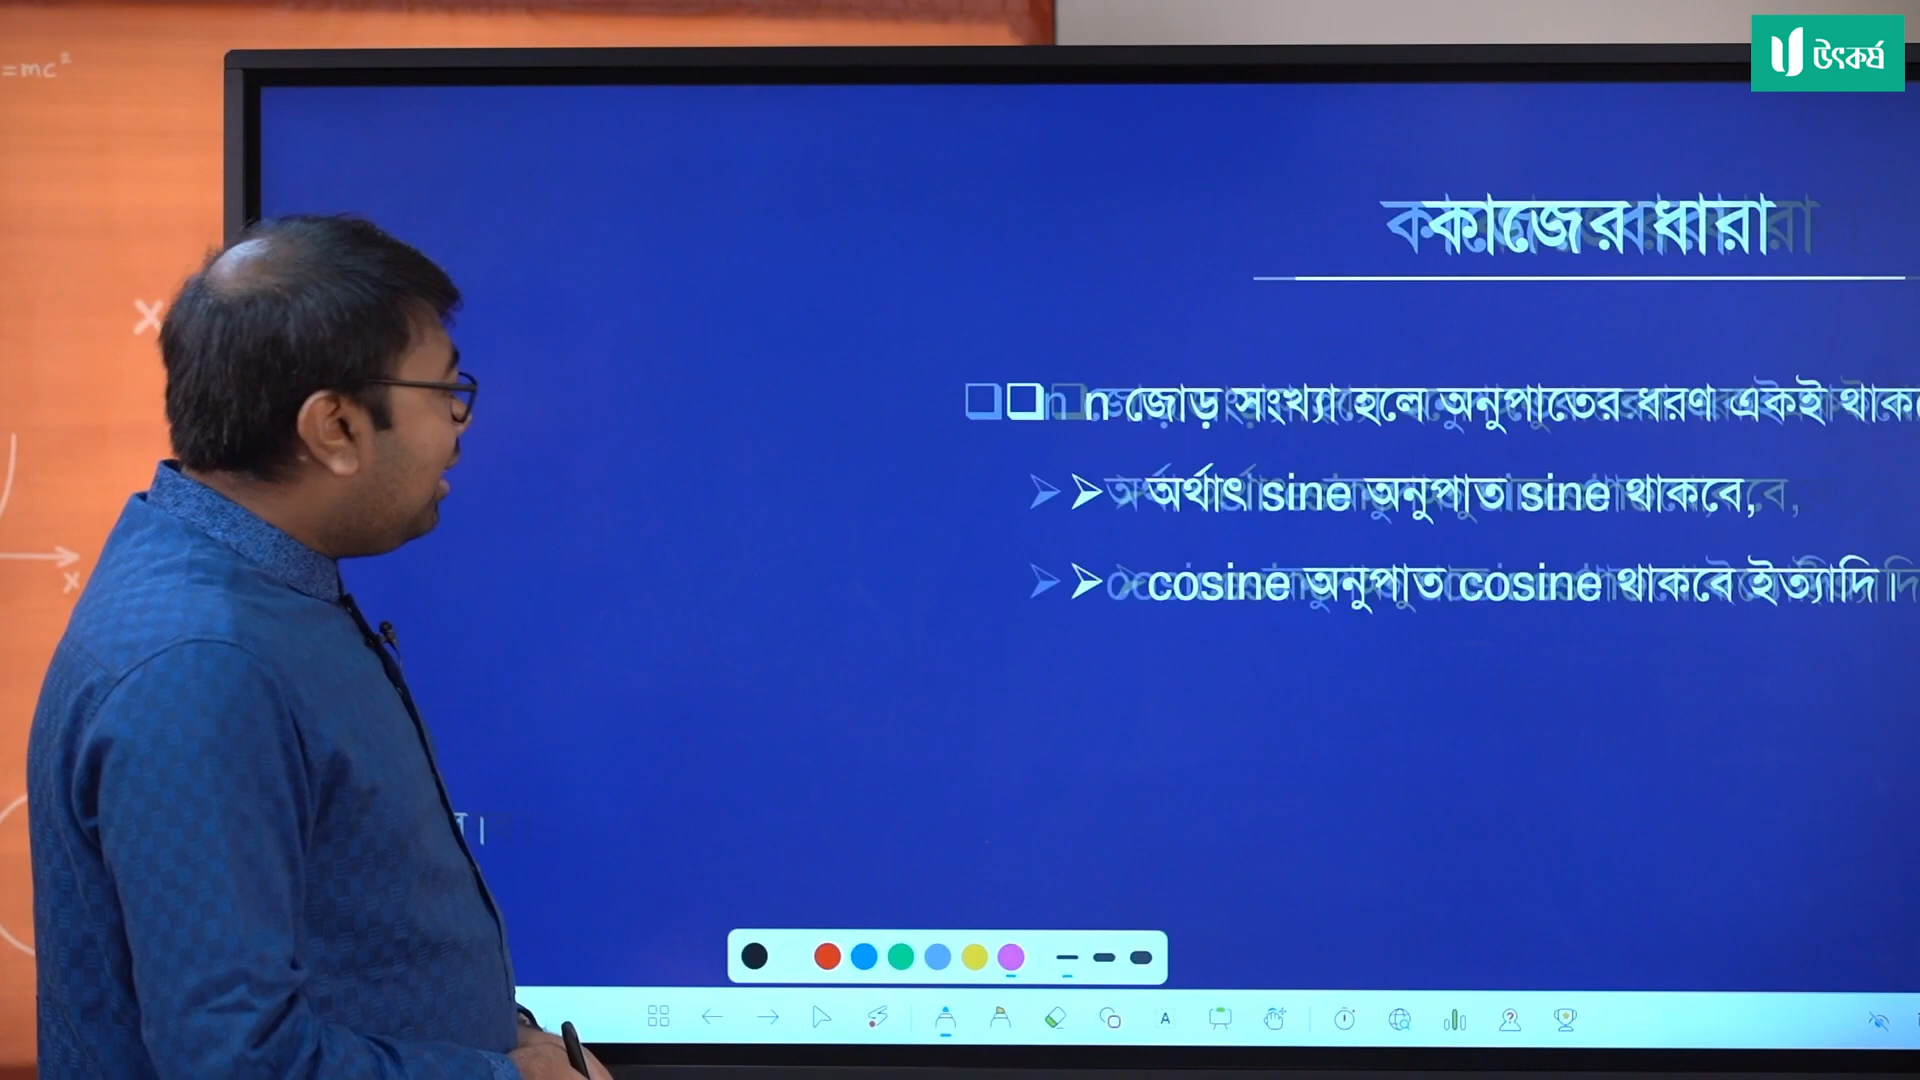 =mc²
উৎকর্ষ
কাজের ধারা
x
n জোড় সংখ্যা হলে অনুপাতের ধরণ একই
অর্থাৎ sine অনুপাত sine থাকবে,
x
cosine অনুপাত cosine থাকবে ইত্যাদি।
A